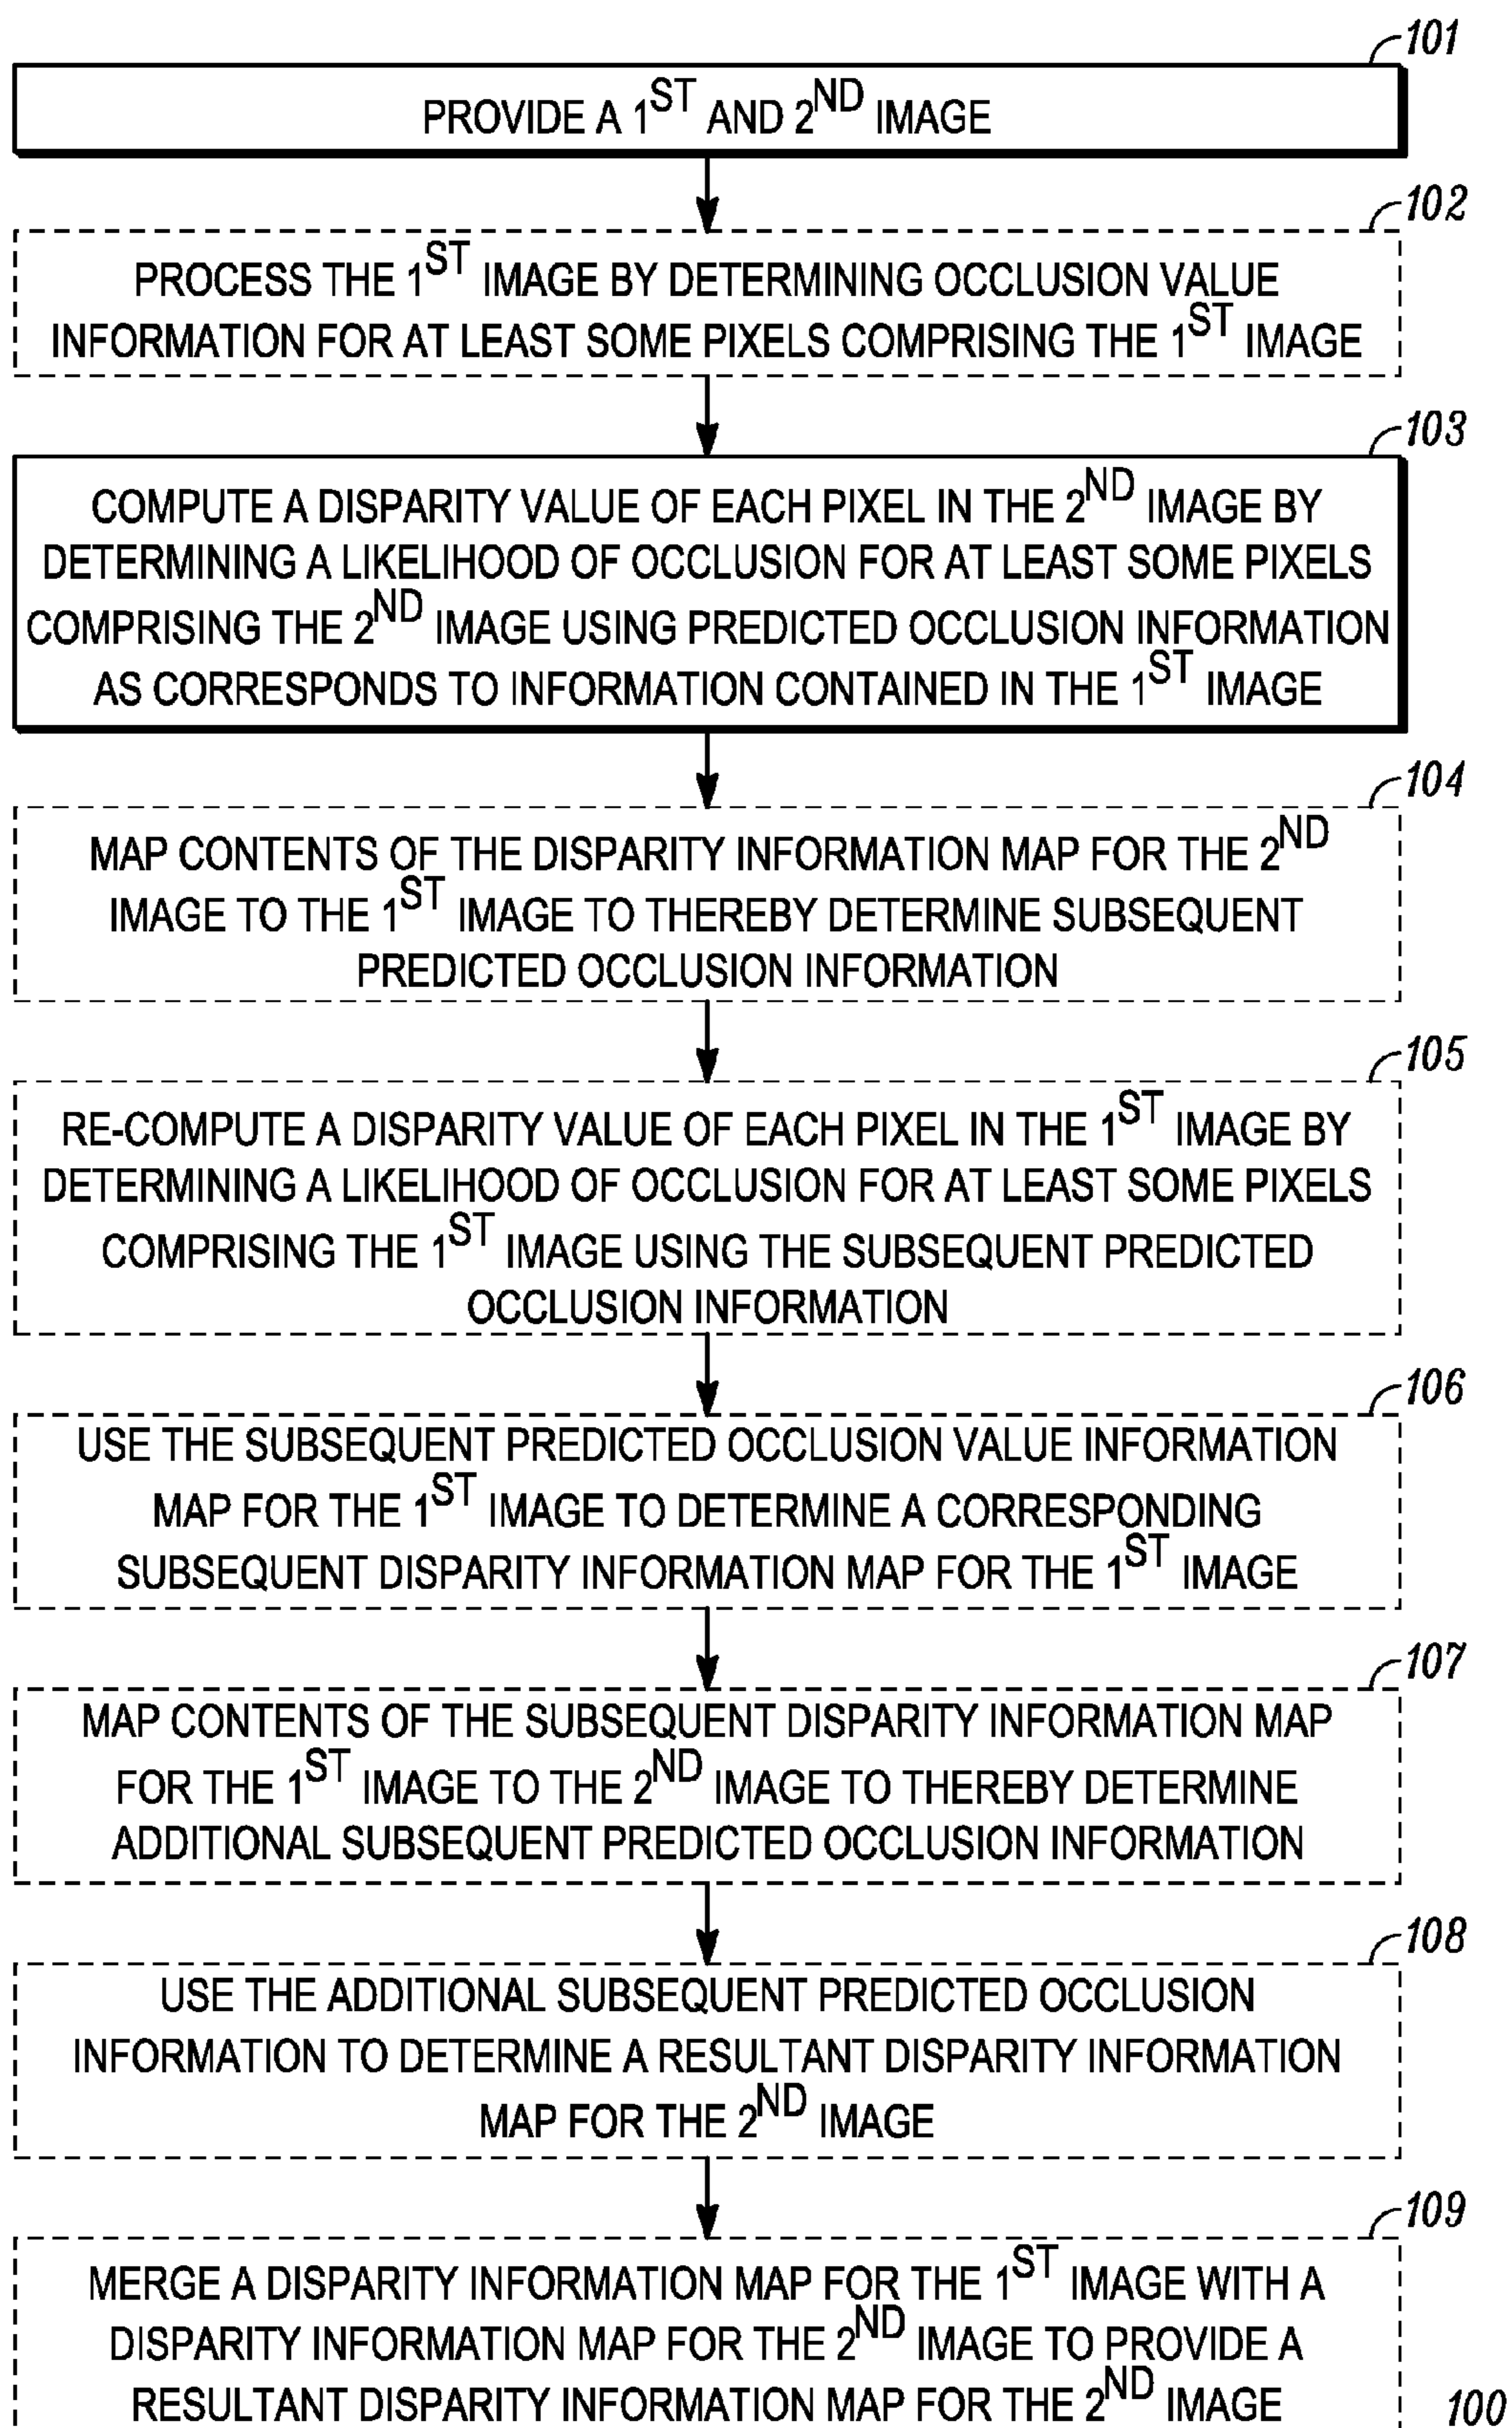 101
PROVIDE A 1ST AND 2ND IMAGE
102
PROCESS THE 1ST IMAGE BY DETERMINING OCCLUSION VALUE
INFORMATION FOR AT LEAST SOME PIXELS COMPRISING THE 1ST IMAGE
103
COMPUTE A DISPARITY VALUE OF EACH PIXEL IN THE 2ND IMAGE BY
DETERMINING A LIKELIHOOD OF OCCLUSION FOR AT LEAST SOME PIXELS
COMPRISING THE 2ND IMAGE USING PREDICTED OCCLUSION INFORMATION
AS CORRESPONDS TO INFORMATION CONTAINED IN THE 1ST IMAGE
104
MAP CONTENTS OF THE DISPARITY INFORMATION MAP FOR THE 2ND
IMAGE TO THE 1ST IMAGE TO THEREBY DETERMINE SUBSEQUENT
PREDICTED OCCLUSION INFORMATION
105
RE-COMPUTE A DISPARITY VALUE OF EACH PIXEL IN THE 1ST IMAGE BY
DETERMINING A LIKELIHOOD OF OCCLUSION FOR AT LEAST SOME PIXELS
COMPRISING THE 1ST IMAGE USING THE SUBSEQUENT PREDICTED
OCCLUSION INFORMATION
106
USE THE SUBSEQUENT PREDICTED OCCLUSION VALUE INFORMATION
MAP FOR THE 1ST IMAGE TO DETERMINE A CORRESPONDING
SUBSEQUENT DISPARITY INFORMATION MAP FOR THE 1ST IMAGE
107
MAP CONTENTS OF THE SUBSEQUENT DISPARITY INFORMATION MAP
FOR THE 1ST IMAGE TO THE 2ND IMAGE TO THEREBY DETERMINE
ADDITIONAL SUBSEQUENT PREDICTED OCCLUSION INFORMATION
108
USE THE ADDITIONAL SUBSEQUENT PREDICTED OCCLUSION
INFORMATION TO DETERMINE A RESULTANT DISPARITY INFORMATION
MAP FOR THE 2ND IMAGE
109
MERGE A DISPARITY INFORMATION MAP FOR THE 1ST IMAGE WITH A
DISPARITY INFORMATION MAP FOR THE 2ND IMAGE TO PROVIDE A
RESULTANT DISPARITY INFORMATION MAP FOR THE 2ND IMAGE
100